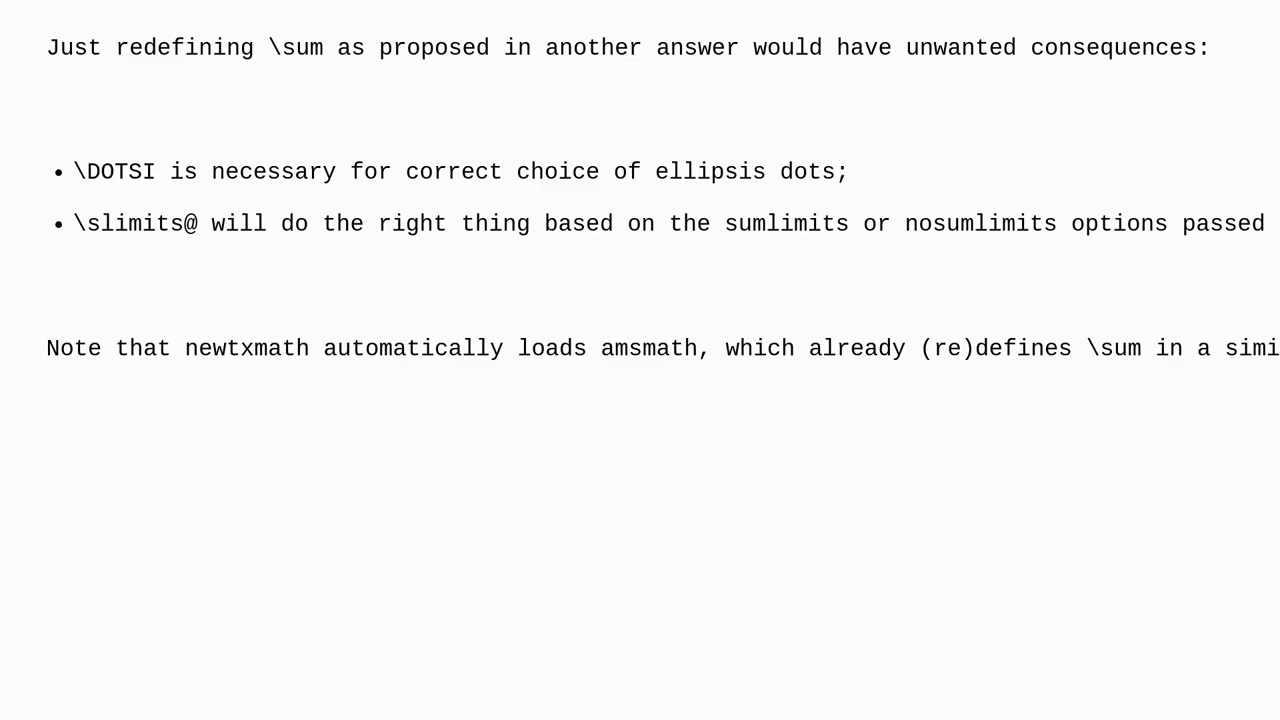 Just redefining \sum as proposed in another answer would have unwanted consequences:
• \DOTSI is necessary for correct choice of ellipsis dots;
• \slimits@ will do the right thing based on the sumlimits or nosumlimits options passed
Note that newtxmath automatically loads amsmath, which already (re)defines \sum in a